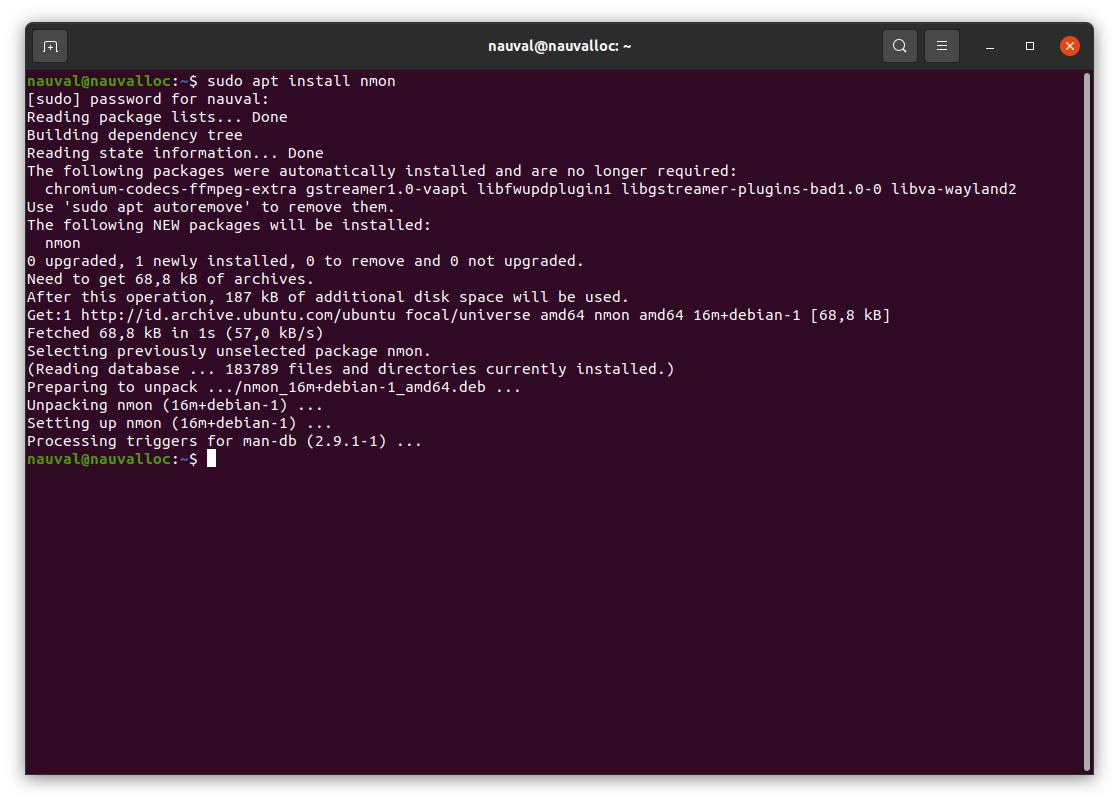 nauval@nauvalloc: ~
nauval@nauvalloc:~$ sudo apt install nmon
[sudo] password for nauval:
Reading package lists... Done
Building dependency tree
Reading state information... Done
The following packages were automatically installed and are no longer required:
  chromium-codecs-ffmpeg-extra gstreamer1.0-vaapi libfwupdplugin1 libgstreamer-plugins-bad1.0-0 libva-wayland2
Use 'sudo apt autoremove' to remove them.
The following NEW packages will be installed:
  nmon
0 upgraded, 1 newly installed, 0 to remove and 0 not upgraded.
Need to get 68,8 kB of archives.
After this operation, 187 kB of additional disk space will be used.
Get:1 http://id.archive.ubuntu.com/ubuntu focal/universe amd64 nmon amd64 16m+debian-1 [68,8 kB]
Fetched 68,8 kB in 1s (57,0 kB/s)
Selecting previously unselected package nmon.
(Reading database ... 183789 files and directories currently installed.)
Preparing to unpack .../nmon_16m+debian-1_amd64.deb ...
Unpacking nmon (16m+debian-1) ...
Setting up nmon (16m+debian-1) ...
Processing triggers for man-db (2.9.1-1) ...
nauval@nauvalloc:~$